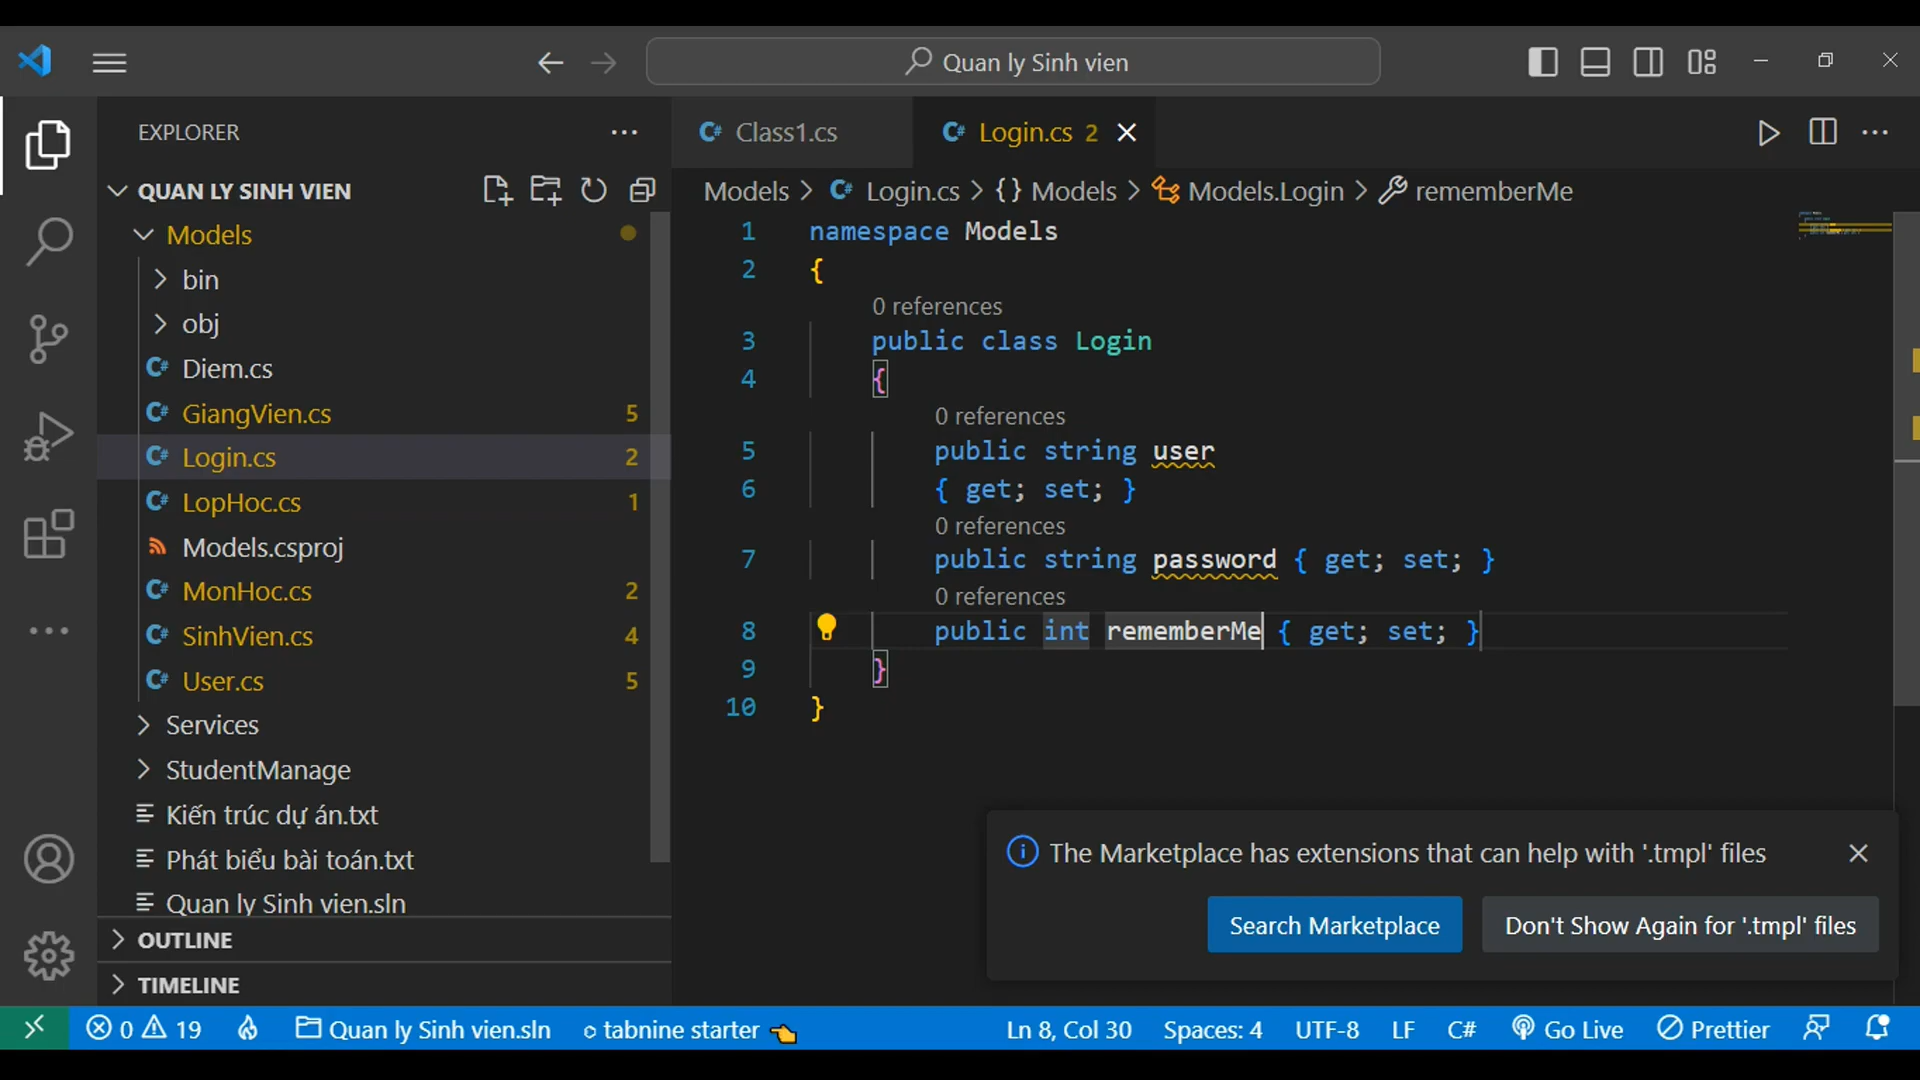 Quan ly Sinh vien
EXPLORER
QUAN LY SINH VIEN
Models
bin
obj
Diem.cs
GiangVien.cs 5
Login.cs 2
LopHoc.cs 1
Models.csproj
MonHoc.cs 2
SinhVien.cs 4
User.cs 5
Services
StudentManage
Kiến trúc dự án.txt
Phát biểu bài toán.txt
Quan ly Sinh vien.sln
OUTLINE
TIMELINE
Class1.cs
Login.cs 2
Models > Login.cs > {} Models > Models.Login > rememberMe
1 namespace Models
2 {
0 references
3 public class Login
4 {
0 references
5 public string user
6 { get; set; }
0 references
7 public string password { get; set; }
0 references
8 public int rememberMe { get; set; }
9 }
10 }
The Marketplace has extensions that can help with '.tmpl' files
Search Marketplace
Don't Show Again for '.tmpl' files
0 19 Quan ly Sinh vien.sln tabnine starter Ln 8, Col 30 Spaces: 4 UTF-8 LF C# Go Live Prettier